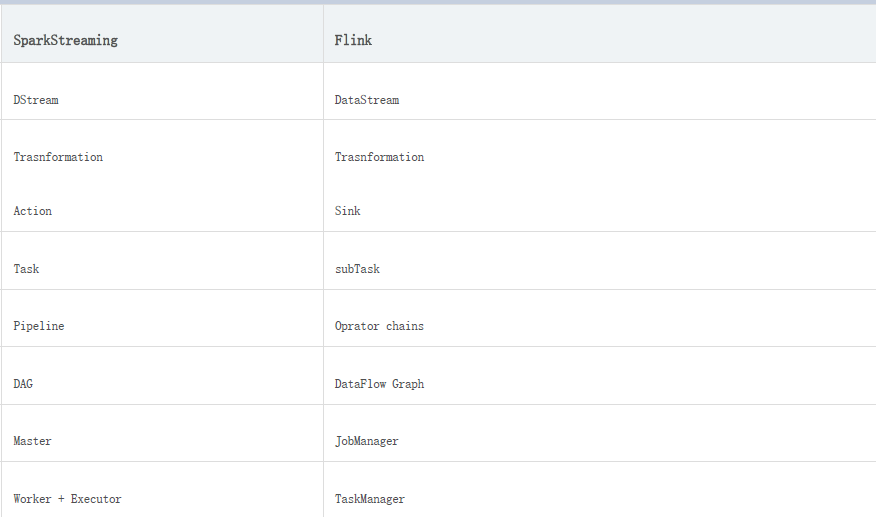 SparkStreaming Flink
DStream DataStream
Trasnformation Trasnformation
Action Sink
Task subTask
Pipeline Oprator chains
DAG DataFlow Graph
Master JobManager
Worker + Executor TaskManager